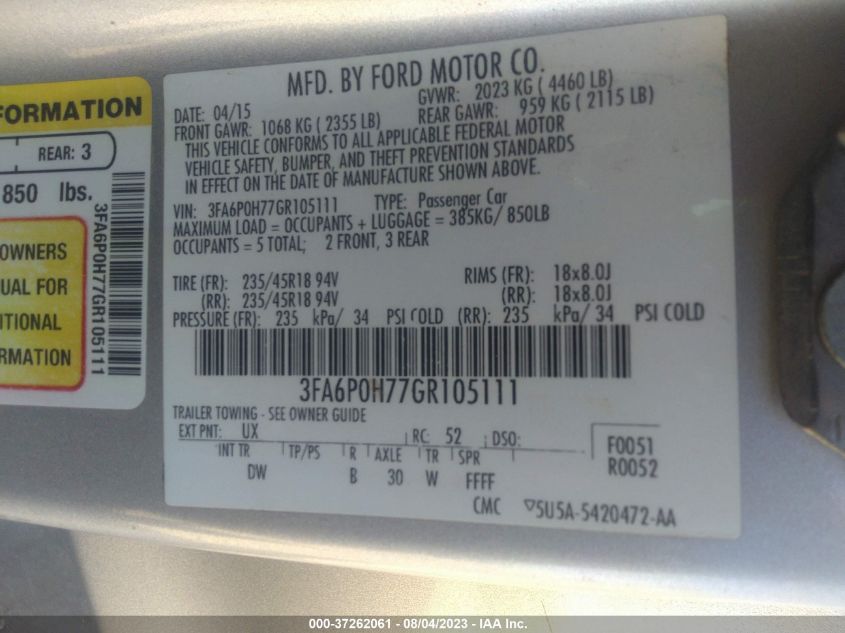 FORMATION
REAR: 3
850 lbs.
OWNERS
UAL FOR
ITIONAL
RMATION
3FA6P0H77GR105111
MFD. BY FORD MOTOR CO.
DATE: 04/15 GVWR: 2023 KG ( 4460 LB)
FRONT GAWR: 1068 KG ( 2355 LB) REAR GAWR: 959 KG ( 2115 LB)
THIS VEHICLE CONFORMS TO ALL APPLICABLE FEDERAL MOTOR
VEHICLE SAFETY, BUMPER, AND THEFT PREVENTION STANDARDS
IN EFFECT ON THE DATE OF MANUFACTURE SHOWN ABOVE.
VIN: 3FA6P0H77GR105111 TYPE: Passenger Car
MAXIMUM LOAD = OCCUPANTS + LUGGAGE = 385KG/ 850LB
OCCUPANTS = 5 TOTAL; 2 FRONT, 3 REAR
TIRE (FR): 235/45R18 94V RIMS (FR): 18x8.0J
(RR): 235/45R18 94V (RR): 18x8.0J
PRESSURE (FR): 235 kPa/ 34 PSI COLD (RR): 235 kPa/ 34 PSI COLD
3FA6P0H77GR105111
TRAILER TOWING - SEE OWNER GUIDE
EXT PNT: UX RC: 52 DSO:
INT TR TP/PS R AXLE TR SPR
DW B 30 W FFFF
F0051
R0052
CMC ▽5U5A-5420472-AA
000-37262061 - 08/04/2023 - IAA Inc.